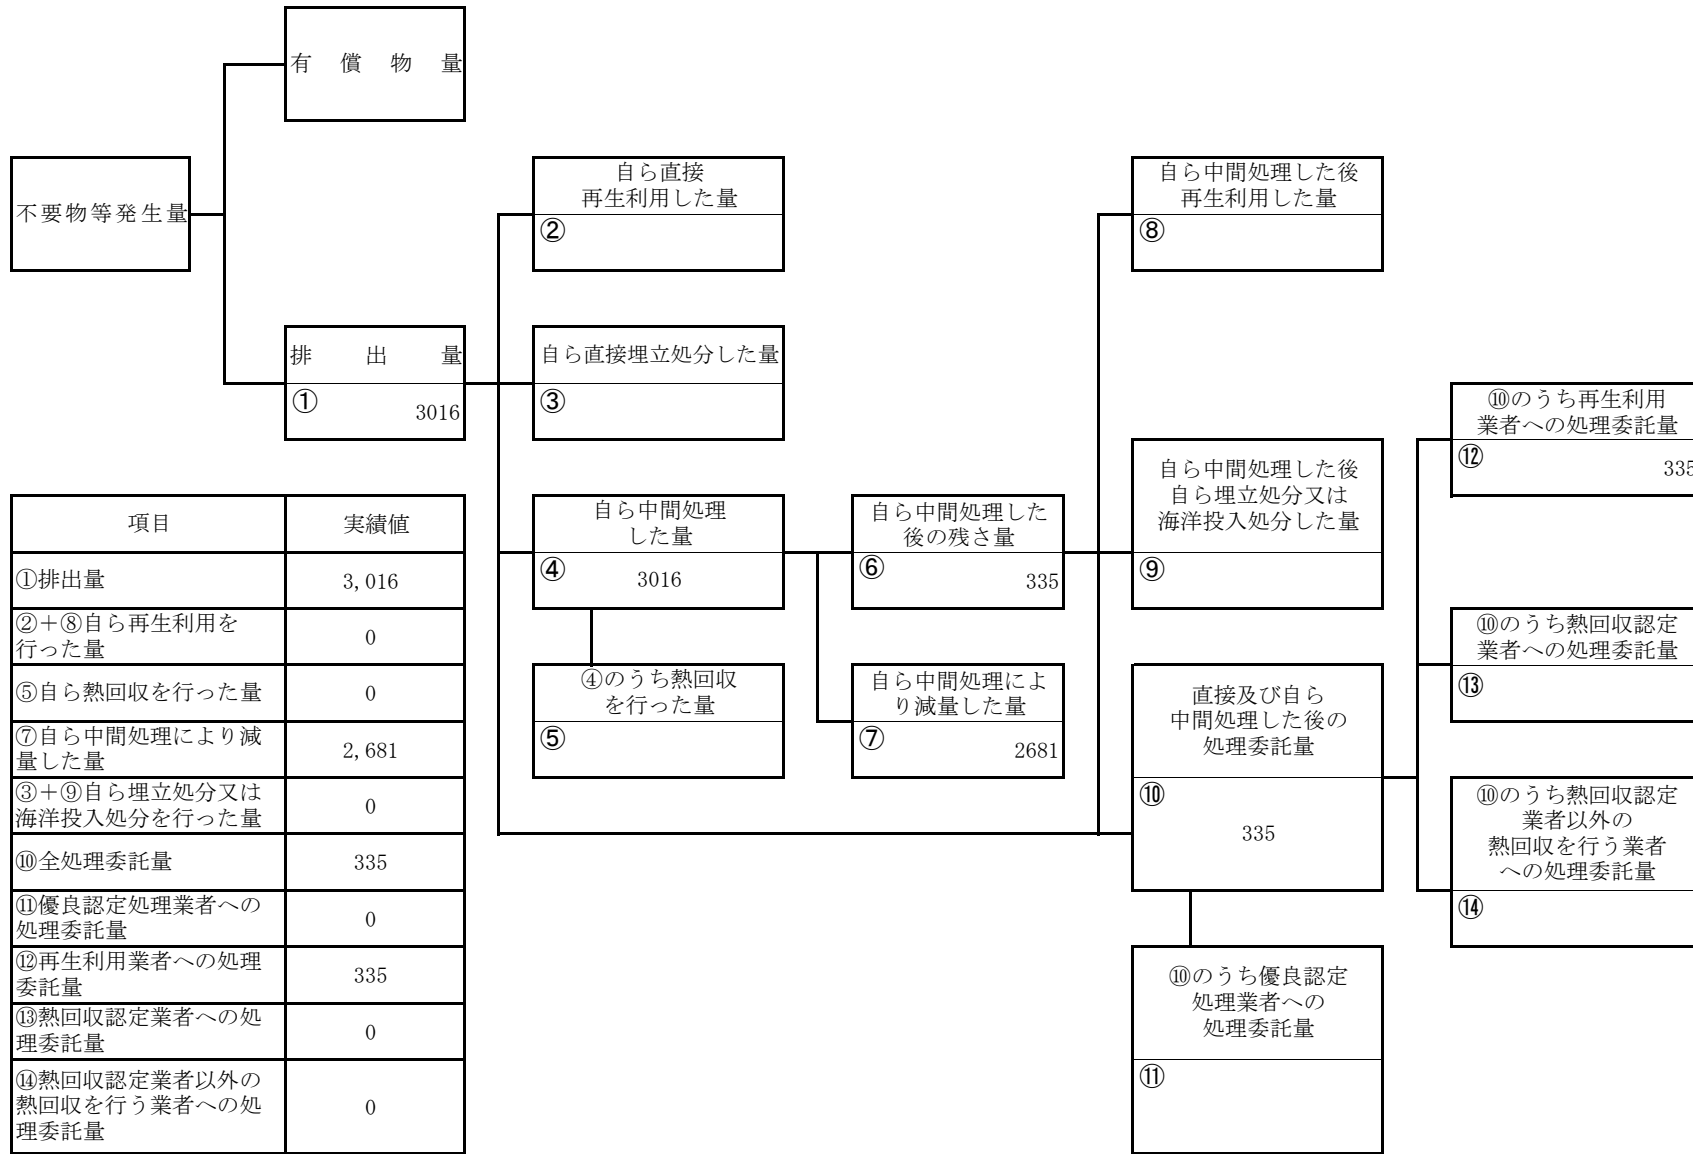 有償物量
不要物等発生量
排出量
①
3016
自ら直接
再生利用した量
②
自ら直接埋立処分した量
③
自ら中間処理
した量
④
3016
④のうち熱回収
を行った量
⑤
自ら中間処理した
後の残さ量
⑥
335
自ら中間処理によ
り減量した量
⑦
2681
自ら中間処理した後
再生利用した量
⑧
自ら中間処理した後
自ら埋立処分又は
海洋投入処分した量
⑨
直接及び自ら
中間処理した後の
処理委託量
⑩
335
⑩のうち優良認定
処理業者への
処理委託量
⑪
⑩のうち再生利用
業者への処理委託量
⑫
335
⑩のうち熱回収認定
業者への処理委託量
⑬
⑩のうち熱回収認定
業者以外の
熱回収を行う業者
への処理委託量
⑭
項目 実績値
①排出量 3,016
②+⑧自ら再生利用を
行った量 0
⑤自ら熱回収を行った量 0
⑦自ら中間処理により減
量した量 2,681
③+⑨自ら埋立処分又は
海洋投入処分を行った量 0
⑩全処理委託量 335
⑪優良認定処理業者への
処理委託量 0
⑫再生利用業者への処理
委託量 335
⑬熱回収認定業者への処
理委託量 0
⑭熱回収認定業者以外の
熱回収を行う業者への処
理委託量 0